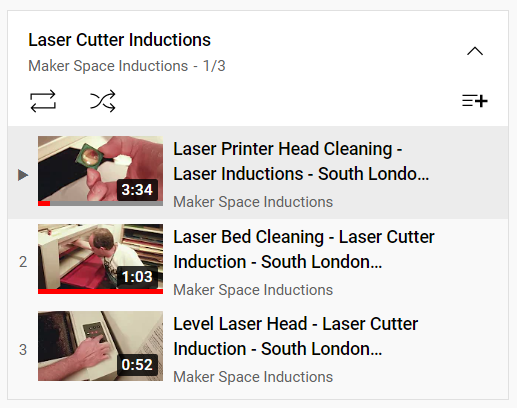 Laser Cutter Inductions
Maker Space Inductions - 1/3
3:34
Laser Printer Head Cleaning -
Laser Inductions - South Londo...
Maker Space Inductions
2
1:03
Laser Bed Cleaning - Laser Cutter
Induction - South London...
Maker Space Inductions
3
0:52
Level Laser Head - Laser Cutter
Induction - South London...
Maker Space Inductions